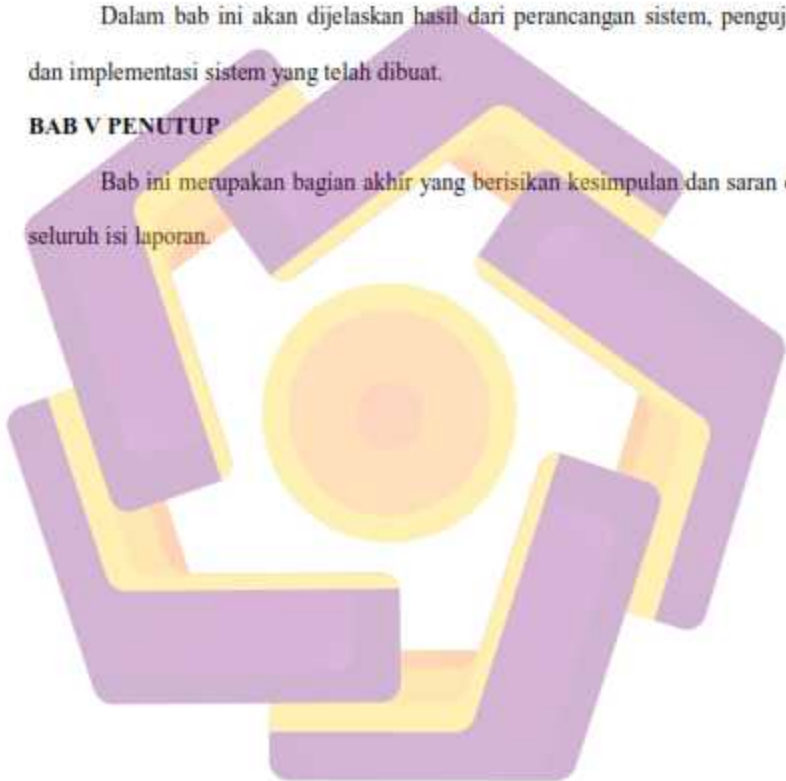 Dalam bab ini akan dijelaskan hasil dari perancangan sistem,
dan implementasi sistem yang telah dibuat.
BAB V PENUTUP
Bab ini merupakan bagian akhir yang berisikan kesimpulan dan saran
seluruh isi laporan.